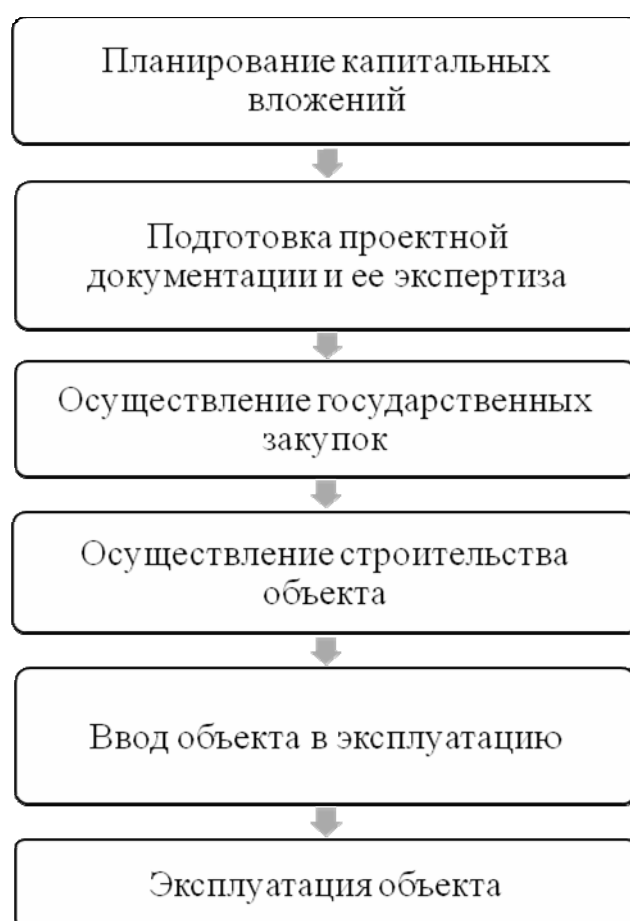 Планирование капитальных
вложений
Подготовка проектной
документации и ее экспертиза
Осуществление государственных
закупок
Осуществление строительства
объекта
Ввод объекта в эксплуатацию
Эксплуатация объекта